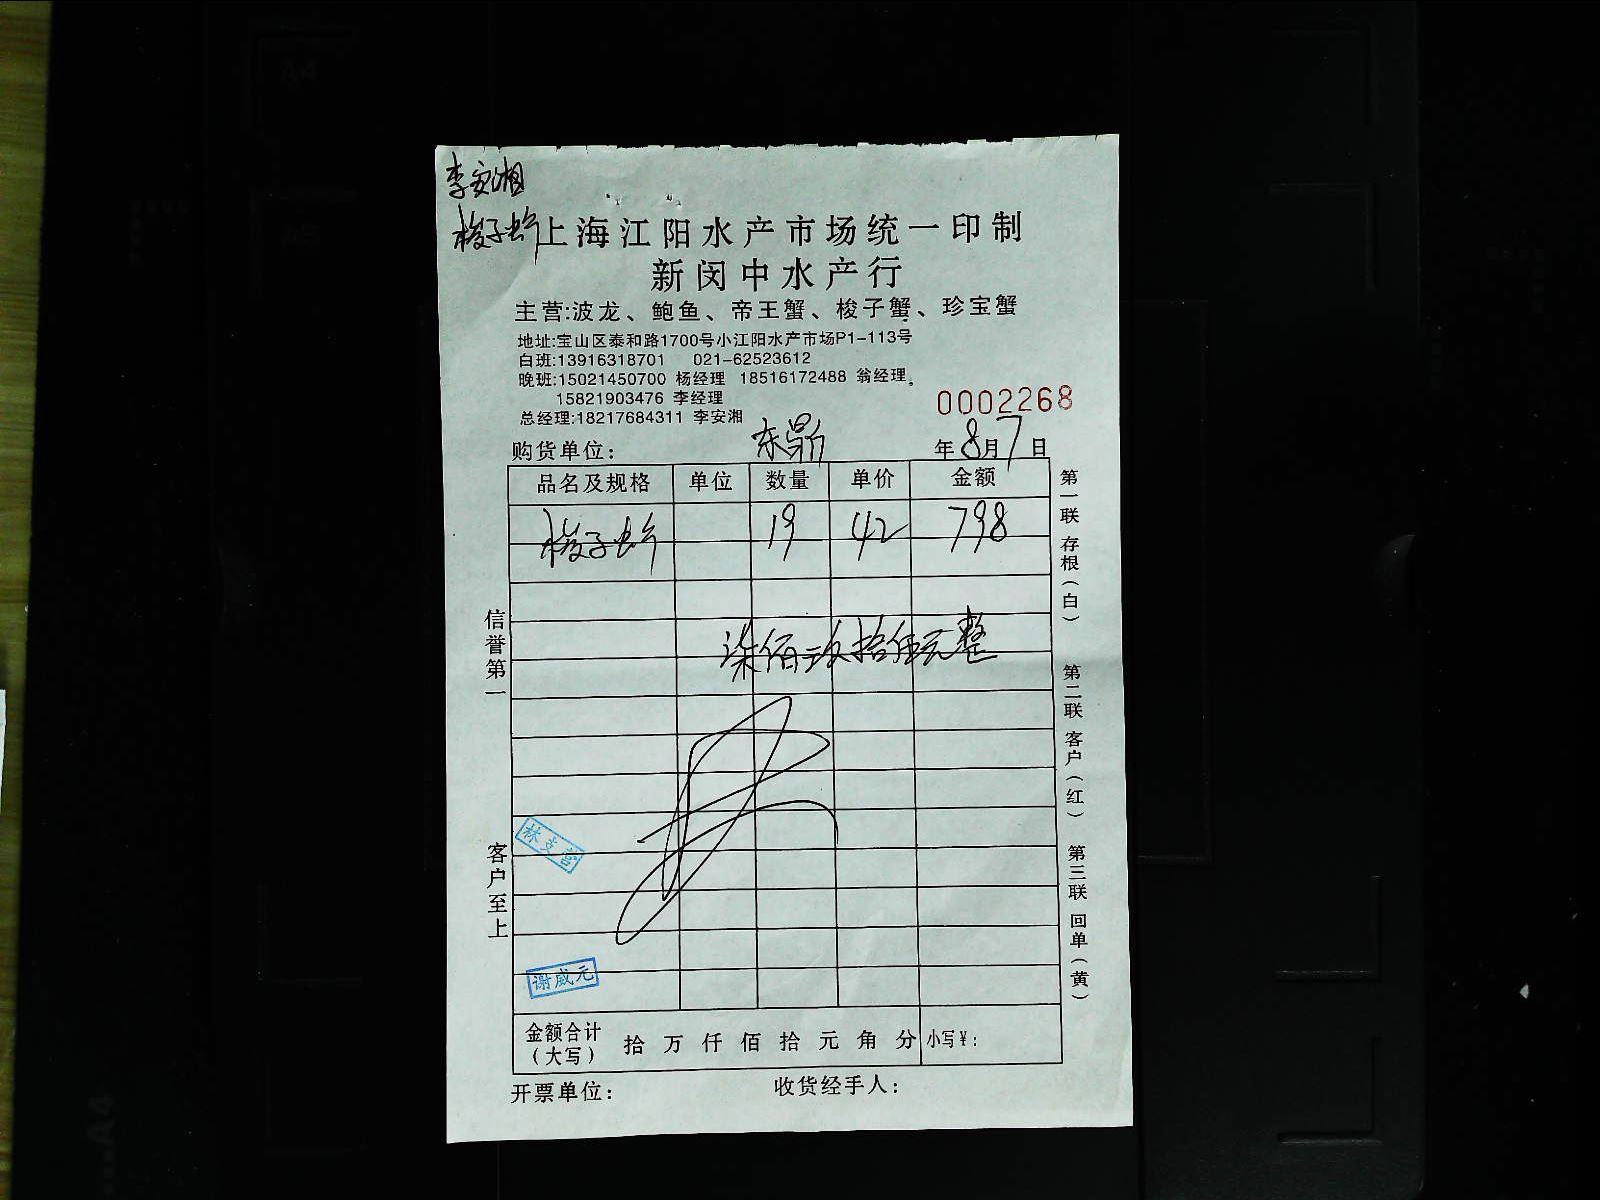 李安湘
梭子蚧
上海江阳水产市场统一印制
新闵中水产行
主营:波龙、鲍鱼、帝王蟹、梭子蟹、珍宝蟹
地址:宝山区泰和路1700号小江阳水产市场P1-113号
白班:13916318701 021-62523612
晚班:15021450700 杨经理 18516172488 翁经理。
15821903476 李经理
总经理:18217684311 李安湘
0002268
购货单位: 东鼎 年8月7日
品名及规格 单位 数量 单价 金额
梭子蚧 19 42 798
柒佰玖拾伍元整
信誉第一
客户至上
林支营
谢威元
第一联 存根(白)
第二联 客户(红)
第三联 回单(黄)
金额合计(大写) 拾 万 仟 佰 拾 元 角 分 小写¥:
开票单位: 收货经手人: